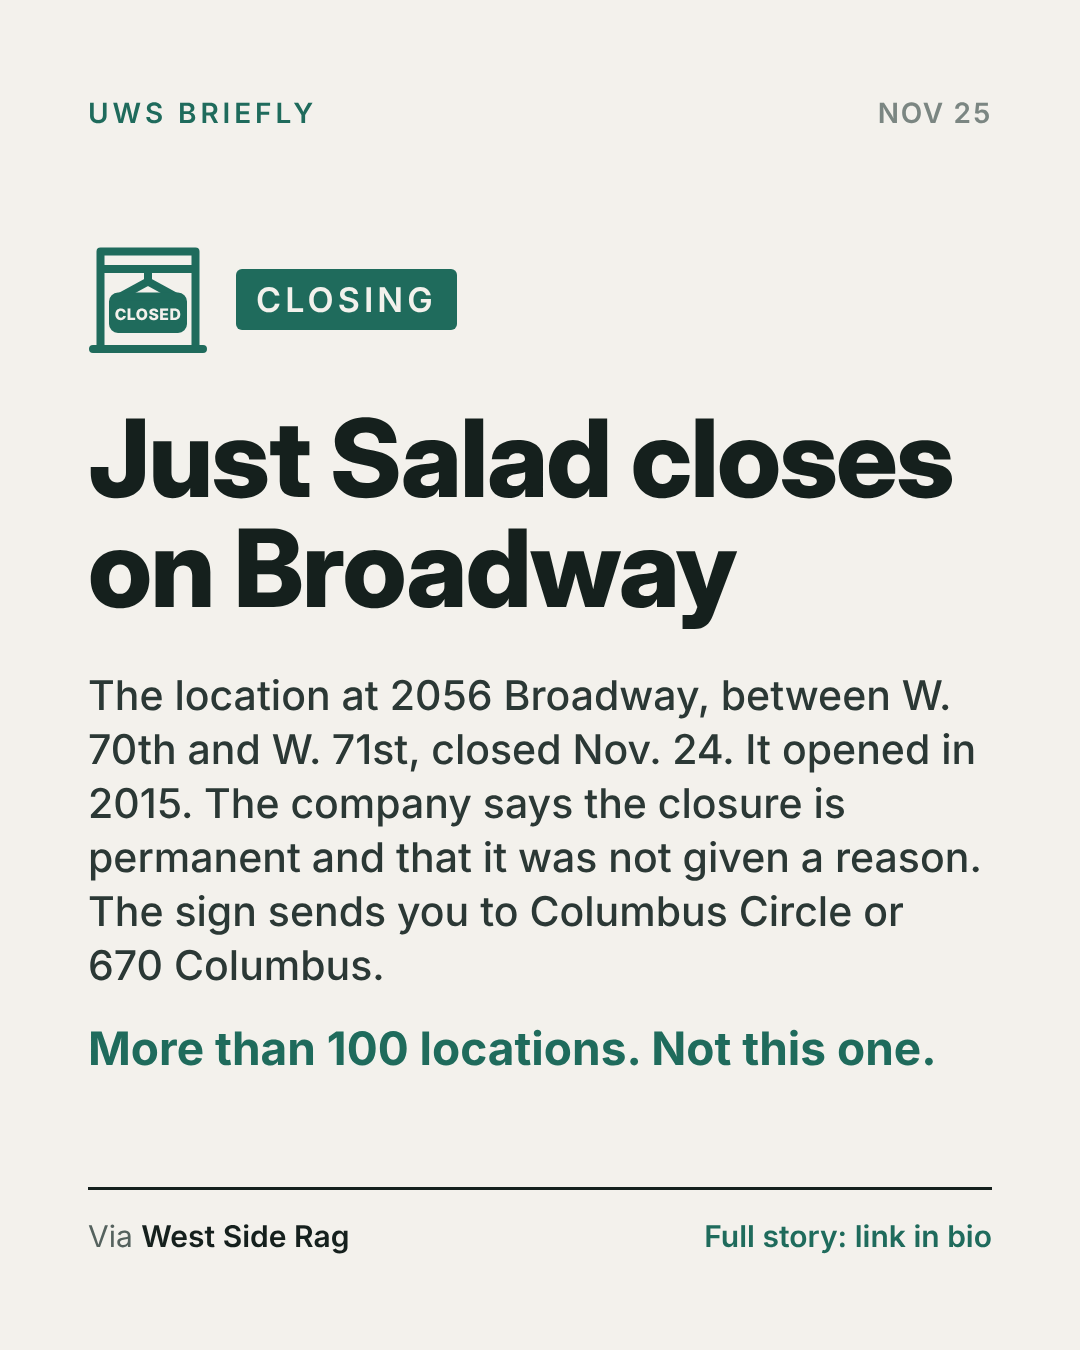 UWS BRIEFLY
NOV 25
CLOSED
CLOSING
Just Salad closes
on Broadway
The location at 2056 Broadway, between W.
70th and W. 71st, closed Nov. 24. It opened in
2015. The company says the closure is
permanent and that it was not given a reason.
The sign sends you to Columbus Circle or
670 Columbus.
More than 100 locations. Not this one.
Via West Side Rag
Full story: link in bio